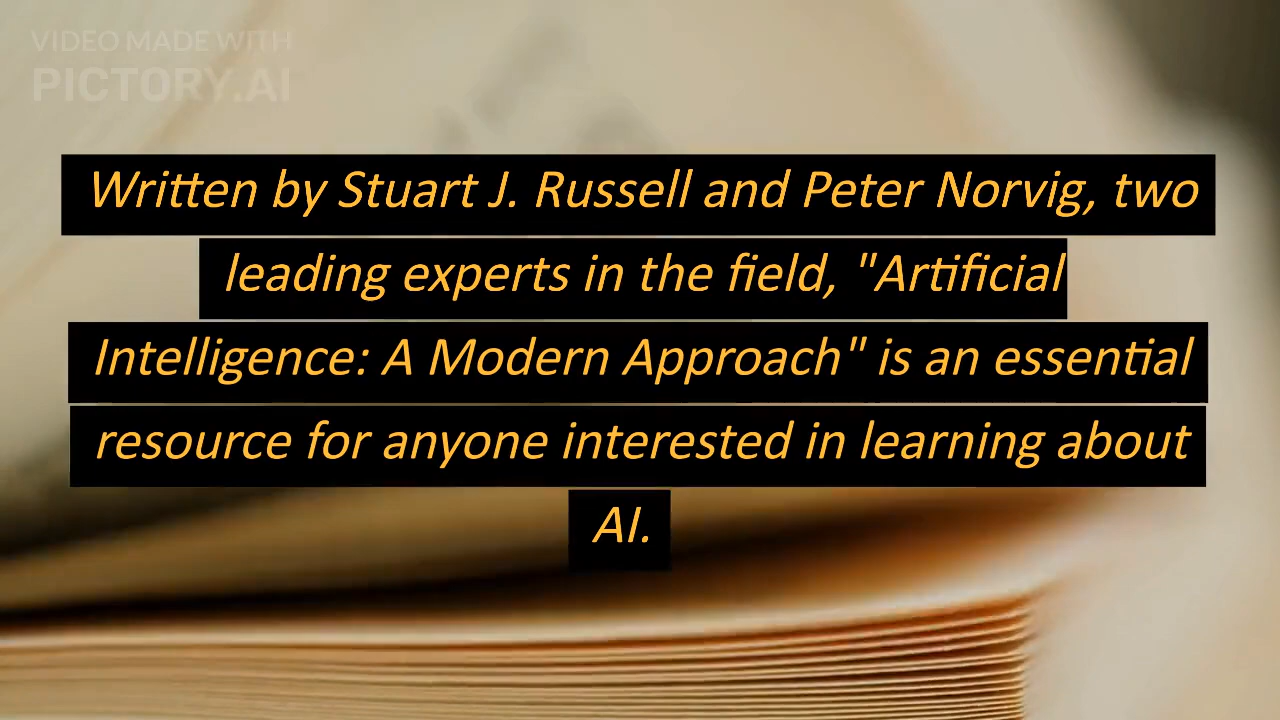 VIDEO MADE WITH
PICTORY.AI
Written by Stuart J. Russell and Peter Norvig, two
leading experts in the field, "Artificial
Intelligence: A Modern Approach" is an essential
resource for anyone interested in learning about
AI.